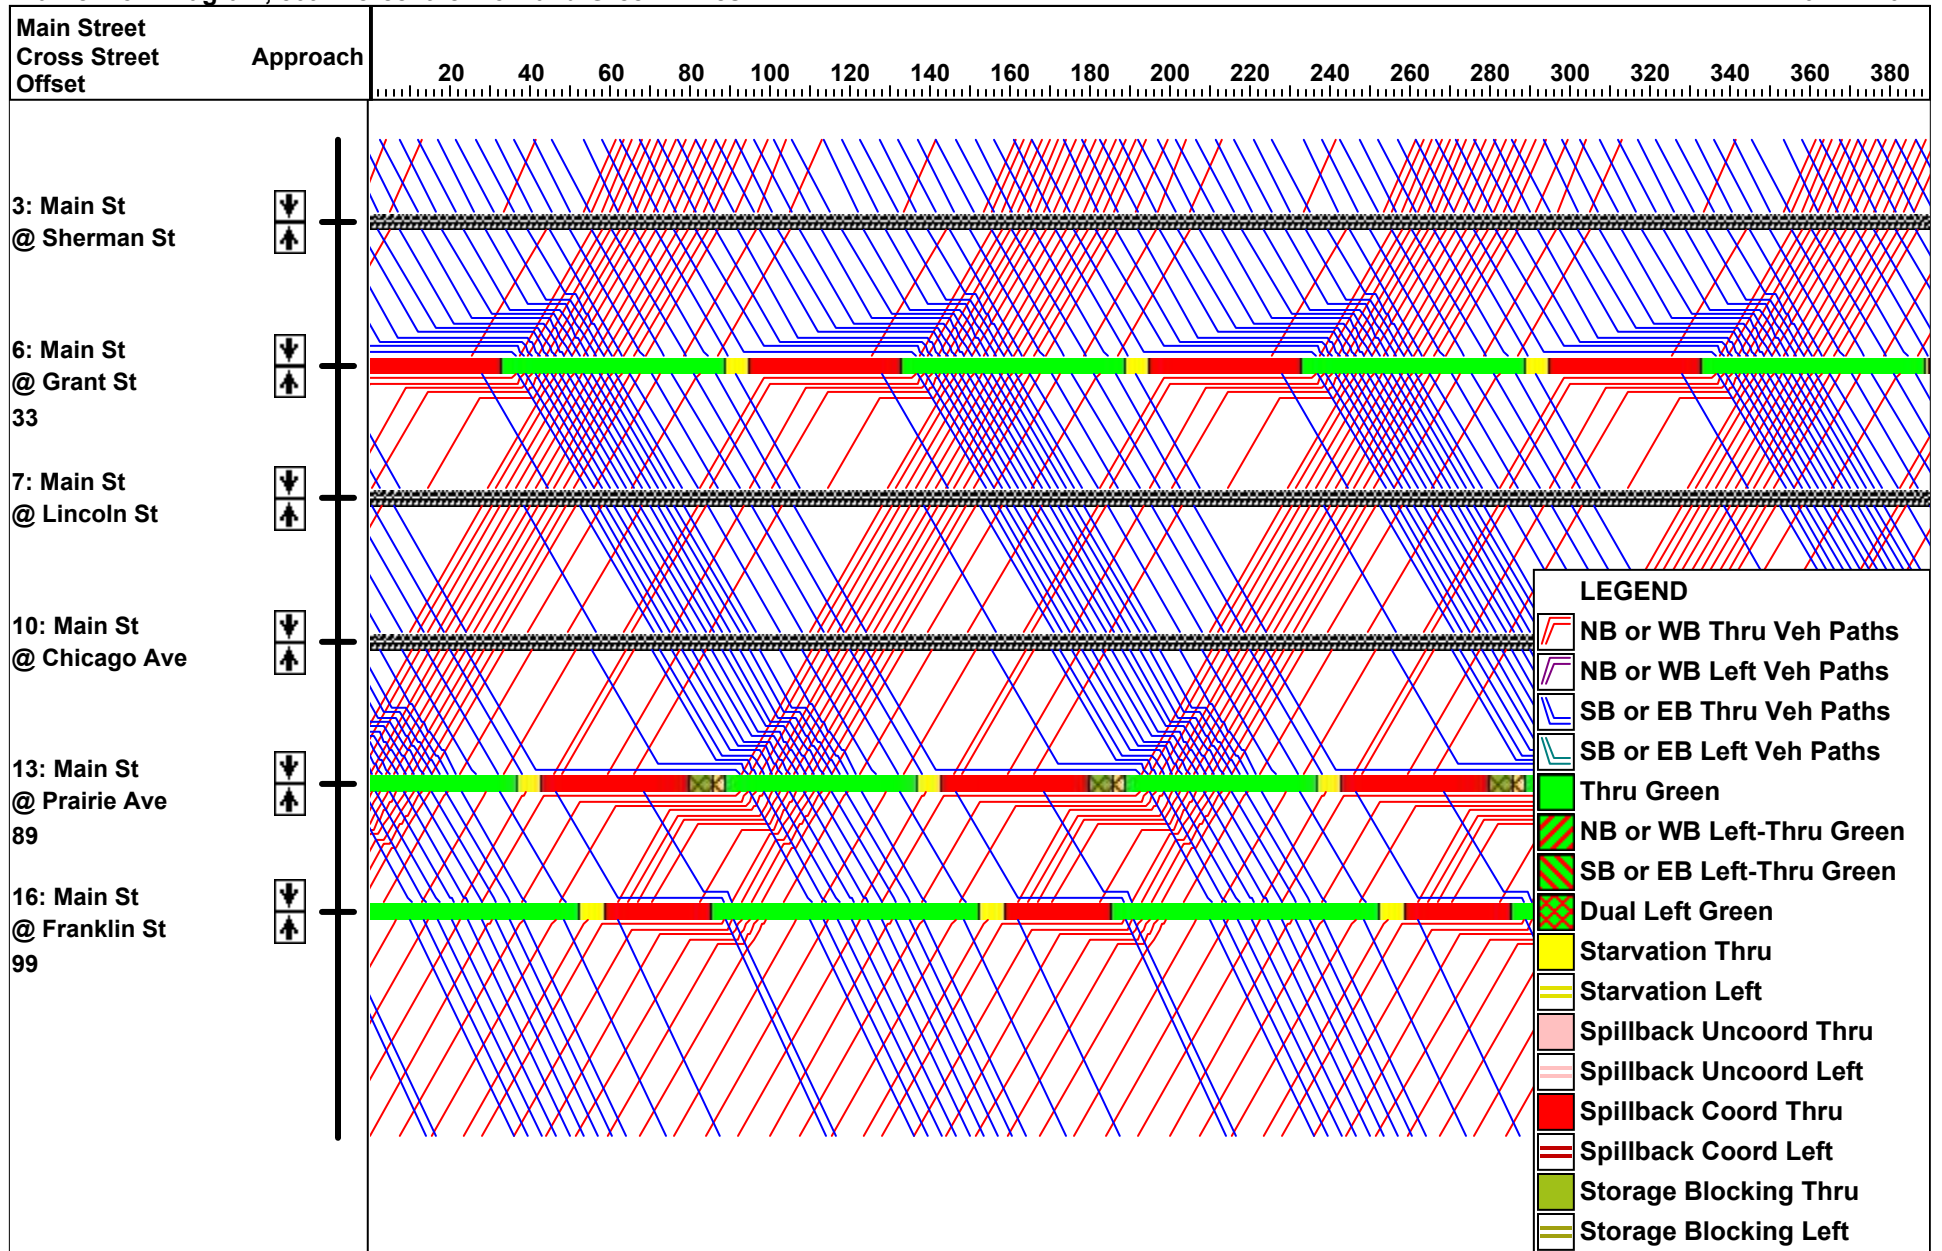 Main Street
Cross Street Approach
Offset
20 40 60 80 100 120 140 160 180 200 220 240 260 280 300 320 340 360 380
3: Main St
@ Sherman St
6: Main St
@ Grant St
33
7: Main St
@ Lincoln St
10: Main St
@ Chicago Ave
13: Main St
@ Prairie Ave
89
16: Main St
@ Franklin St
99
LEGEND
NB or WB Thru Veh Paths
NB or WB Left Veh Paths
SB or EB Thru Veh Paths
SB or EB Left Veh Paths
Thru Green
NB or WB Left-Thru Green
SB or EB Left-Thru Green
Dual Left Green
Starvation Thru
Starvation Left
Spillback Uncoord Thru
Spillback Uncoord Left
Spillback Coord Thru
Spillback Coord Left
Storage Blocking Thru
Storage Blocking Left